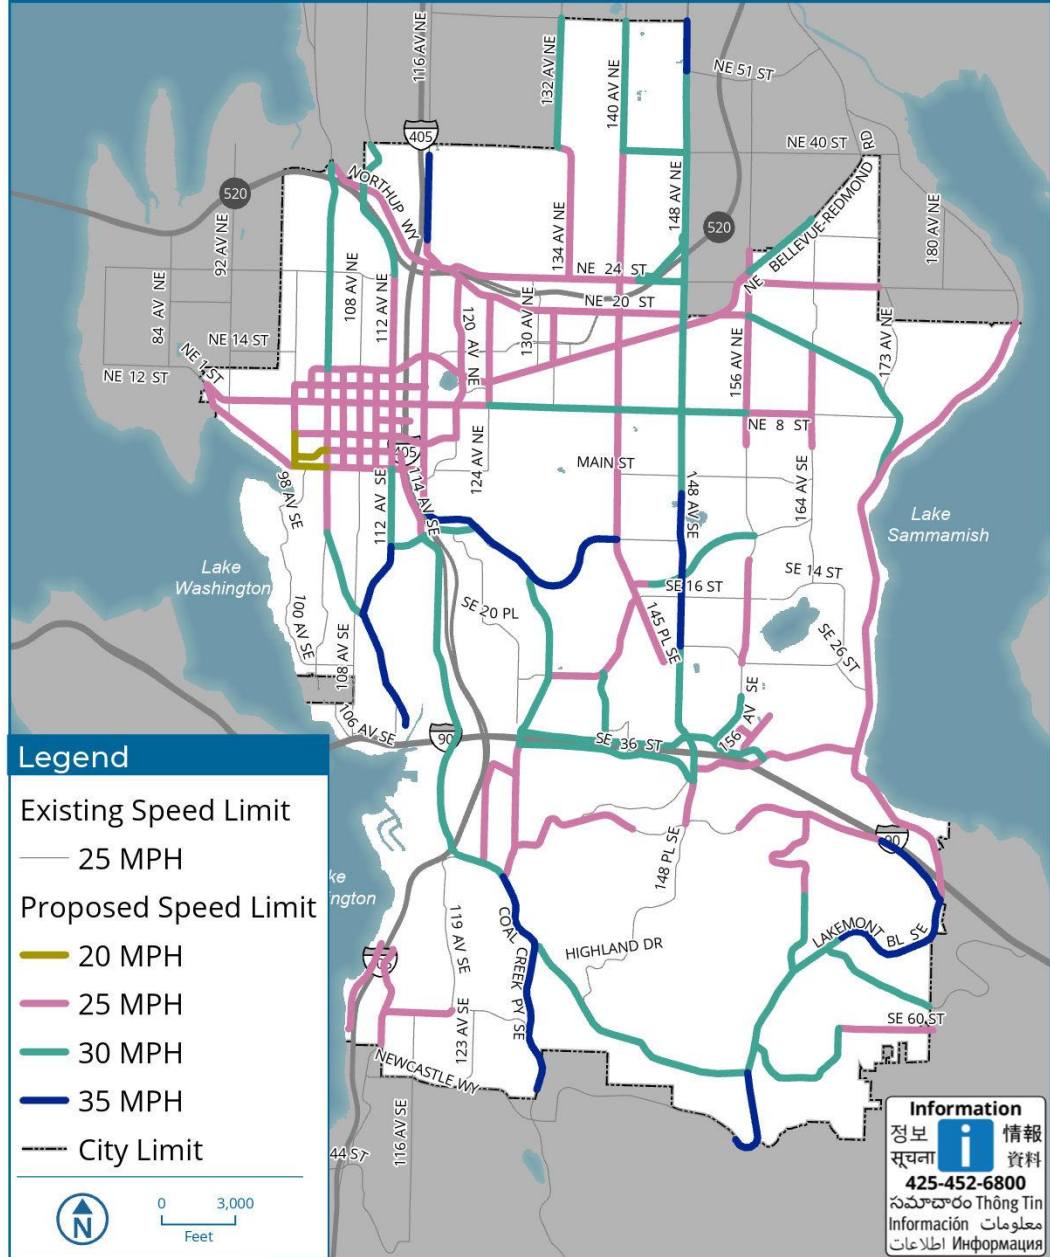 116 AV NE
132 AV NE
140 AV NE
NE 51 ST
405
NE 40 ST
NE BELLEVUE-REDMOND RD
520
NORTHUP WY
148 AV NE
520
92 AV NE
134 AV NE
180 AV NE
84 AV NE
108 AV NE
112 AV NE
NE 24 ST
NE 20 ST
120 AV NE
130 AV NE
NE 14 ST
NE 1 ST
NE 12 ST
156 AV NE
173 AV NE
NE 8 ST
405
124 AV NE
MAIN ST
98 AV SE
112 AV SE
114 AV SE
148 AV SE
164 AV SE
Lake
Sammamish
Lake
Washington
SE 14 ST
SE 16 ST
100 AV SE
108 AV SE
SE 20 PL
145 PL SE
SE 26 ST
106 AV SE
90
SE 36 ST
156 AV SE
Legend
Existing Speed Limit
25 MPH
Proposed Speed Limit
20 MPH
25 MPH
30 MPH
35 MPH
City Limit
N
0 3,000
Feet
ke
ington
148 PL SE
90
119 AV SE
COAL CREEK PY SE
HIGHLAND DR
LAKEMONT BL SE
123 AV SE
SE 60 ST
NEWCASTLE WY
116 AV SE
44 ST
Information
정보 情報
सूचना i 資料
425-452-6800
సమాచారం Thông Tin
Información معلومات
اطلاعات Информация